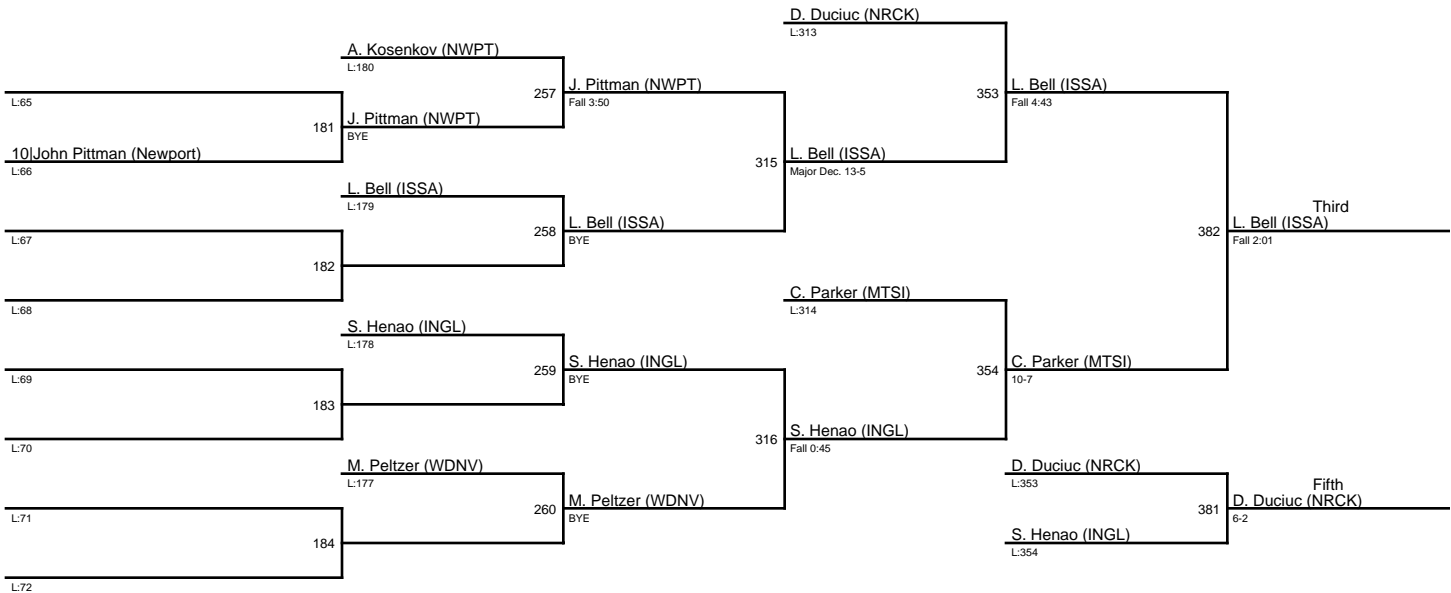 D. Duciuc (NRCK)
L:313
A. Kosenkov (NWPT)
L:180
257
J. Pittman (NWPT)
Fall 3:50
353
L. Bell (ISSA)
Fall 4:43
L:65
181
J. Pittman (NWPT)
BYE
10|John Pittman (Newport)
L:66
315
L. Bell (ISSA)
Major Dec. 13-5
L. Bell (ISSA)
L:179
Third
258
L. Bell (ISSA)
BYE
382
L. Bell (ISSA)
Fall 2:01
L:67
182
L:68
C. Parker (MTSI)
L:314
S. Henao (INGL)
L:178
259
S. Henao (INGL)
BYE
354
C. Parker (MTSI)
10-7
L:69
183
L:70
316
S. Henao (INGL)
Fall 0:45
M. Peltzer (WDNV)
L:177
D. Duciuc (NRCK)
L:353
Fifth
260
M. Peltzer (WDNV)
BYE
381
D. Duciuc (NRCK)
6-2
L:71
184
S. Henao (INGL)
L:354
L:72